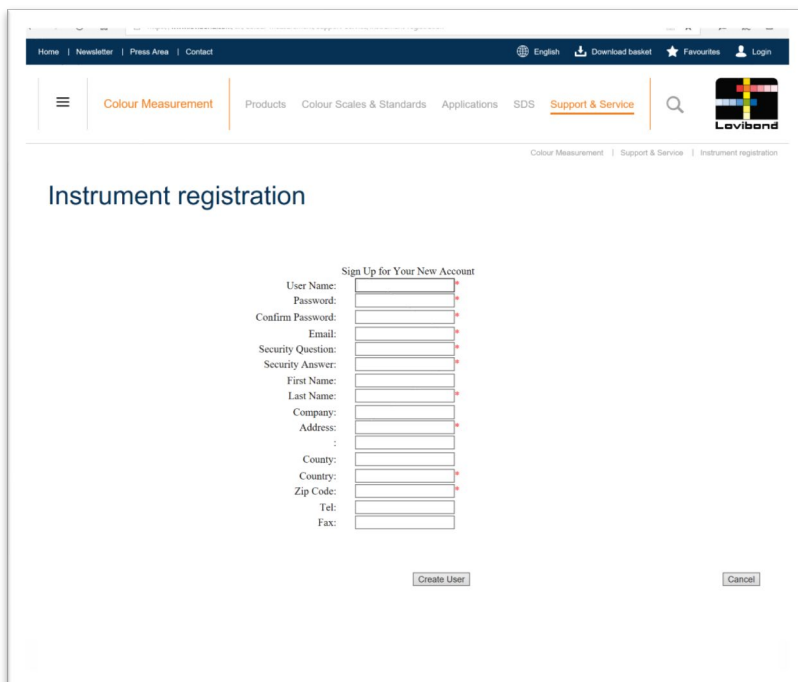 Home | Newsletter | Press Area | Contact English Download basket Favourites Login
Colour Measurement Products Colour Scales & Standards Applications SDS Support & Service
Lovibond
Colour Measurement | Support & Service | Instrument registration
Instrument registration
Sign Up for Your New Account
User Name: *
Password: *
Confirm Password: *
Email: *
Security Question: *
Security Answer: *
First Name:
Last Name: *
Company:
Address: *
:
County:
Country: *
Zip Code: *
Tel:
Fax:
Create User Cancel